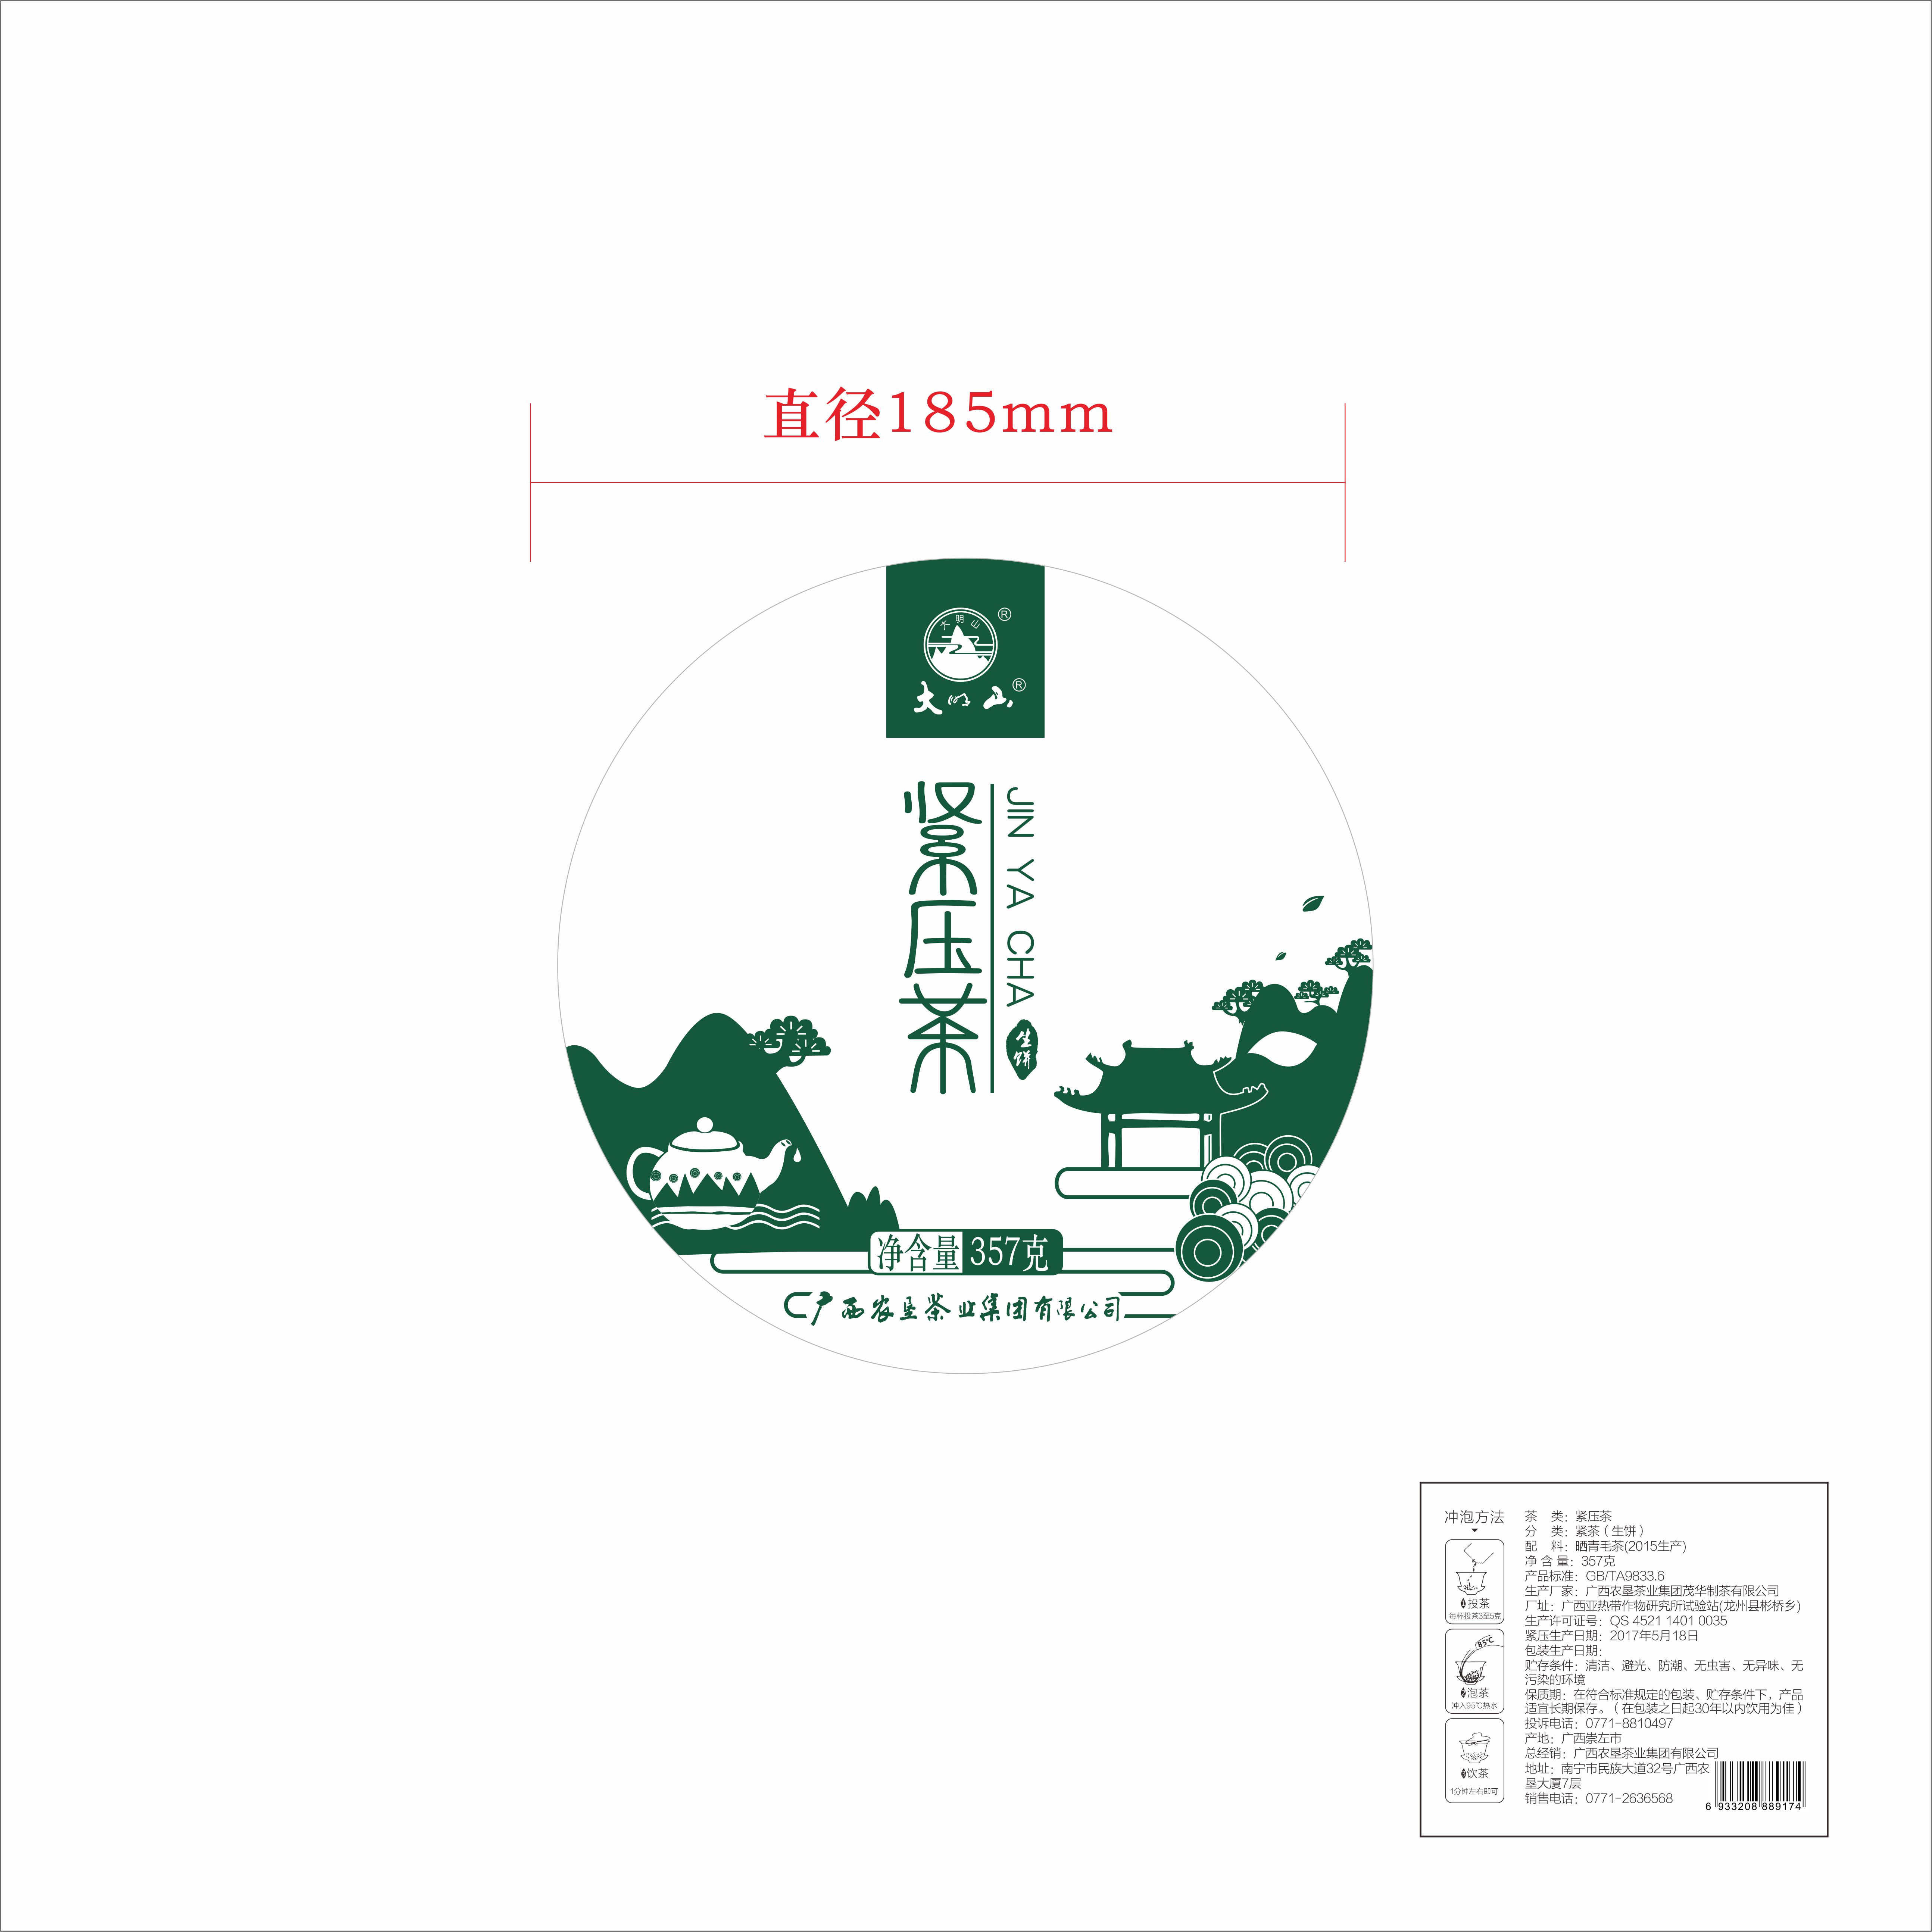 直径185mm
大明山
®
大明山®
紧压茶
JIN YA CHA
生饼
净含量 357克
广西农垦茶业集团有限公司
冲泡方法
投茶
每杯投茶3至5克
85℃
泡茶
冲入95℃热水
饮茶
1分钟左右即可
茶 类：紧压茶
分 类：紧茶（生饼）
配 料：晒青毛茶(2015生产)
净 含 量：357克
产品标准：GB/TA9833.6
生产厂家：广西农垦茶业集团茂华制茶有限公司
厂址：广西亚热带作物研究所试验站(龙州县彬桥乡)
生产许可证号：QS 4521 1401 0035
紧压生产日期：2017年5月18日
包装生产日期：
贮存条件：清洁、避光、防潮、无虫害、无异味、无
污染的环境
保质期：在符合标准规定的包装、贮存条件下，产品
适宜长期保存。（在包装之日起30年以内饮用为佳）
投诉电话：0771-8810497
产地：广西崇左市
总经销：广西农垦茶业集团有限公司
地址：南宁市民族大道32号广西农
垦大厦7层
销售电话：0771-2636568
6 933208 889174